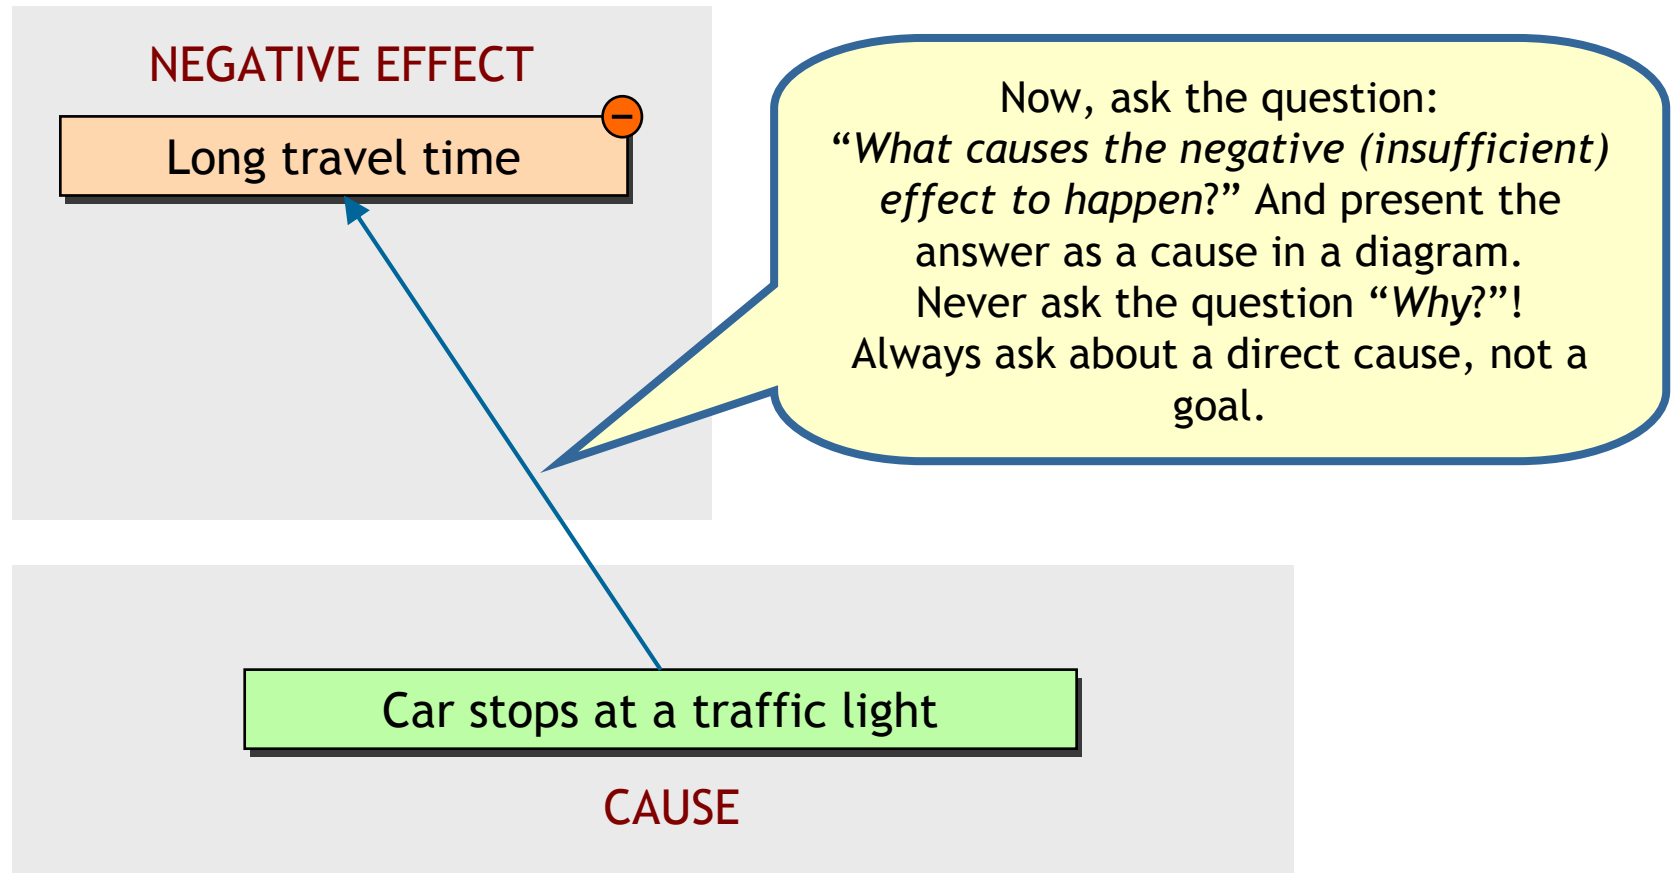 NEGATIVE EFFECT
Long travel time
–
Now, ask the question:
“What causes the negative (insufficient)
effect to happen?” And present the
answer as a cause in a diagram.
Never ask the question “Why?”!
Always ask about a direct cause, not a
goal.
Car stops at a traffic light
CAUSE